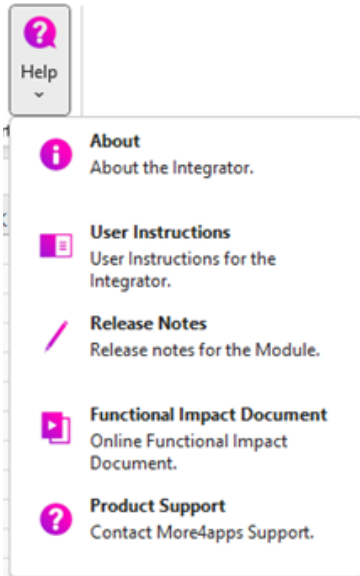 Help
About
About the Integrator.
User Instructions
User Instructions for the
Integrator.
Release Notes
Release notes for the Module.
Functional Impact Document
Online Functional Impact
Document.
Product Support
Contact More4apps Support.